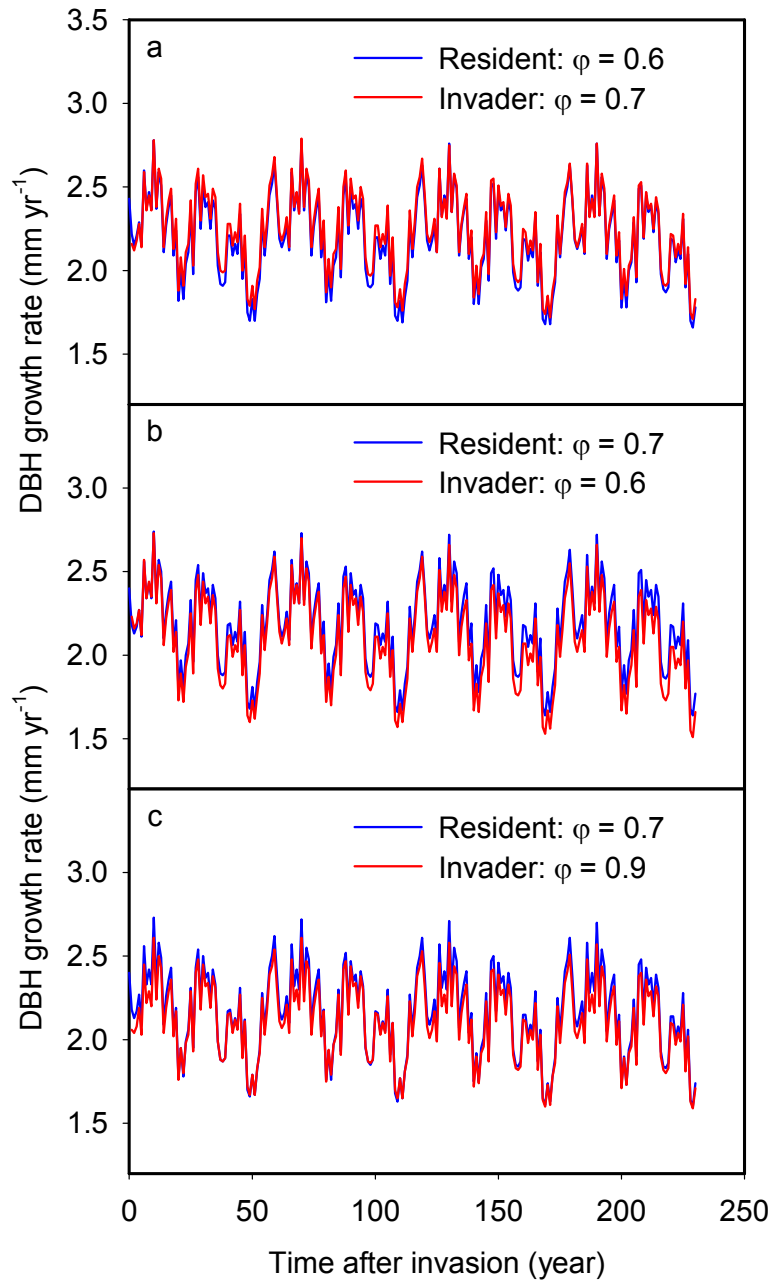 3.5
a
Resident: φ = 0.6
Invader: φ = 0.7
3.0
2.5
2.0
1.5
DBH growth rate (mm yr⁻¹)
b
Resident: φ = 0.7
Invader: φ = 0.6
3.0
2.5
2.0
1.5
DBH growth rate (mm yr⁻¹)
c
Resident: φ = 0.7
Invader: φ = 0.9
3.0
2.5
2.0
1.5
0 50 100 150 200 250
Time after invasion (year)